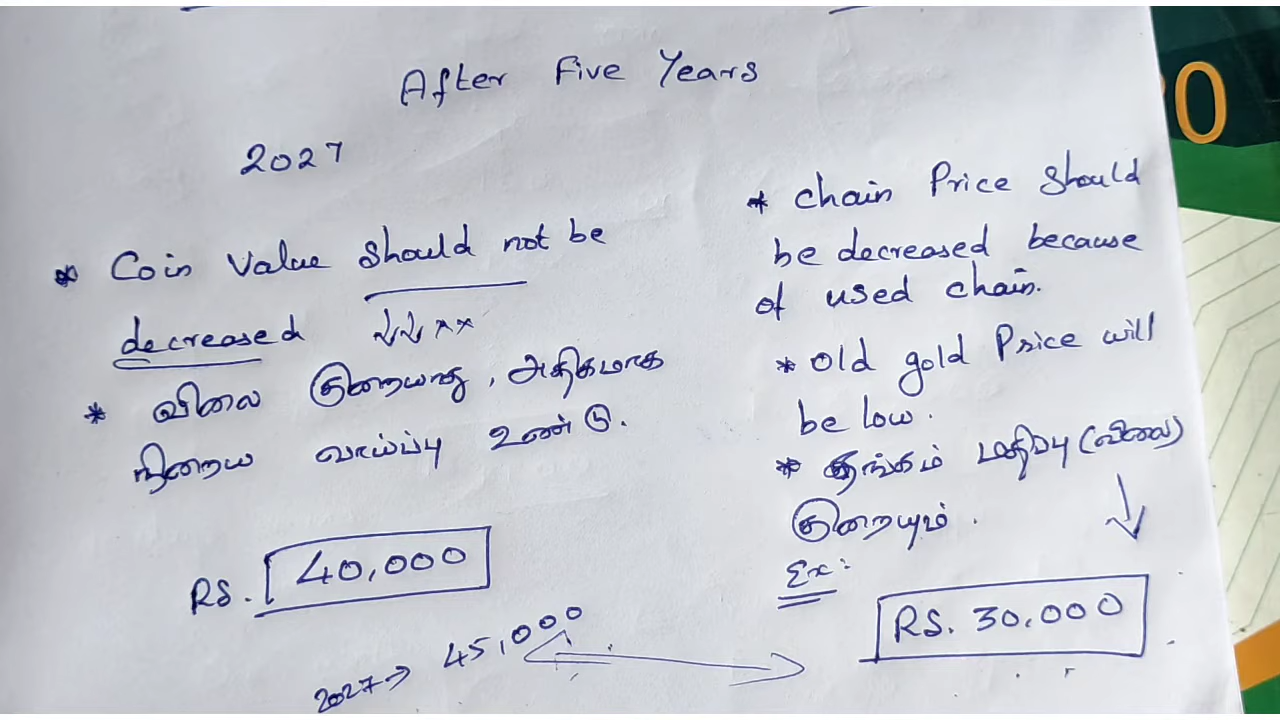 After Five Years
2027
* Coin Value should not be
decreased
* விலை குறையாது, அதிகமாக
நிறைய வாய்ப்பு உண்டு.
RS. 40,000
2027→ 45,000
* chain Price should
be decreased because
of used chain.
* Old gold Price will
be low.
* தங்கம் மதிப்பு (விலை)
குறையும்.
Ex:
RS. 30.000
0